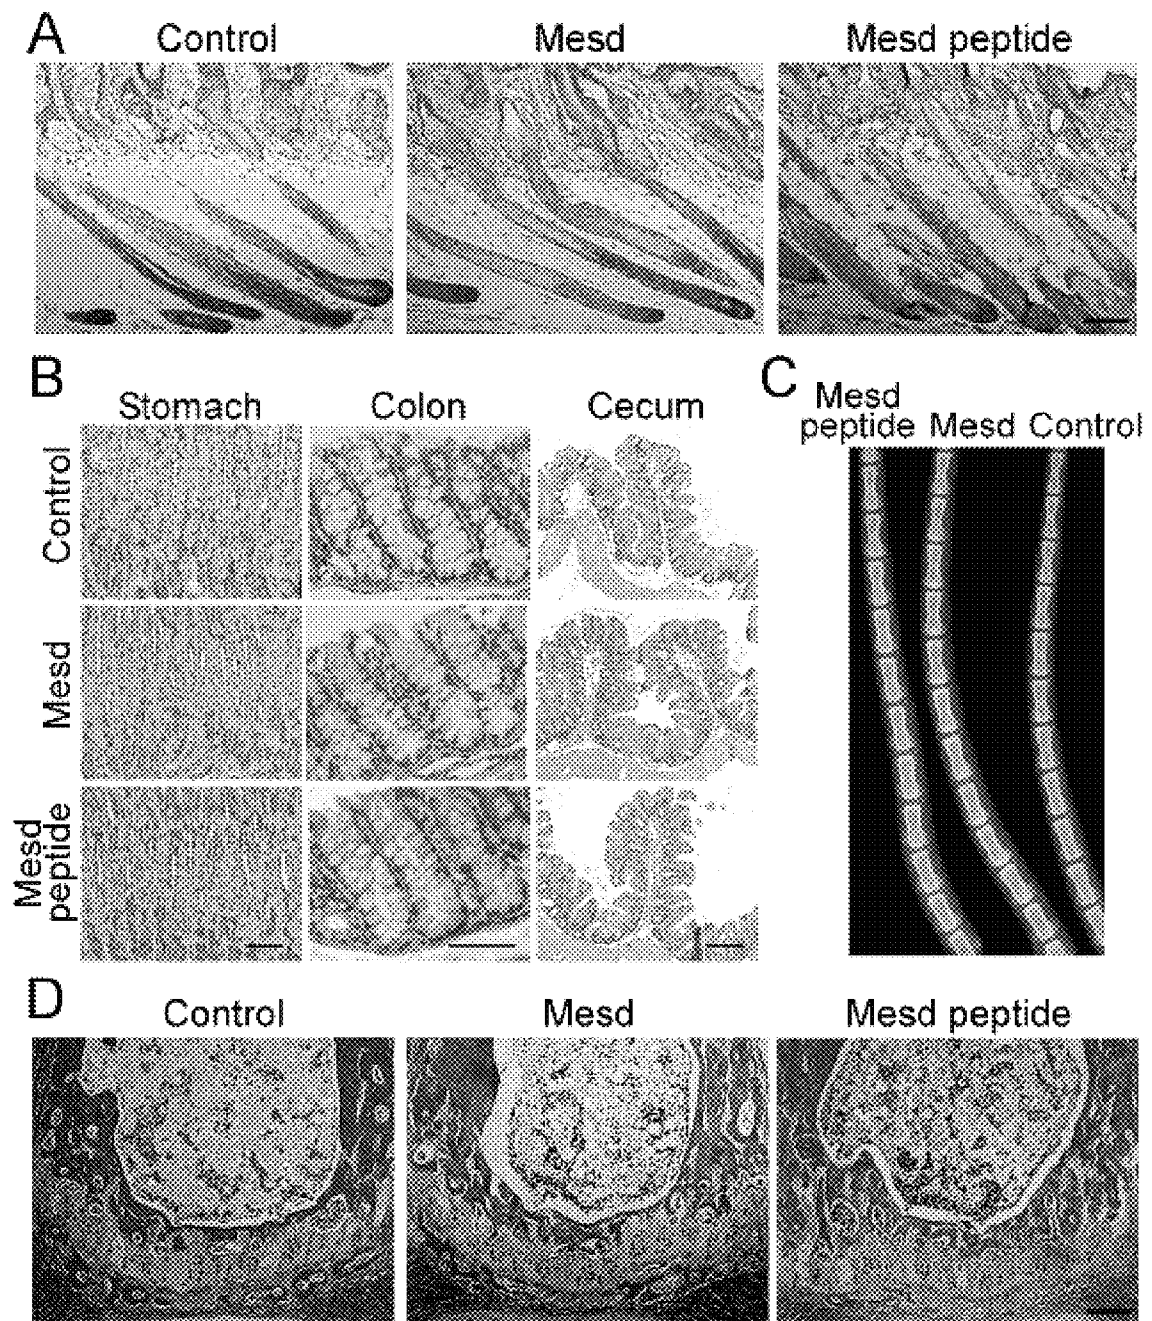 A
Control Mesd Mesd peptide
B
Stomach Colon Cecum
Control
Mesd
Mesd
peptide
C
Mesd
peptide Mesd Control
D
Control Mesd Mesd peptide